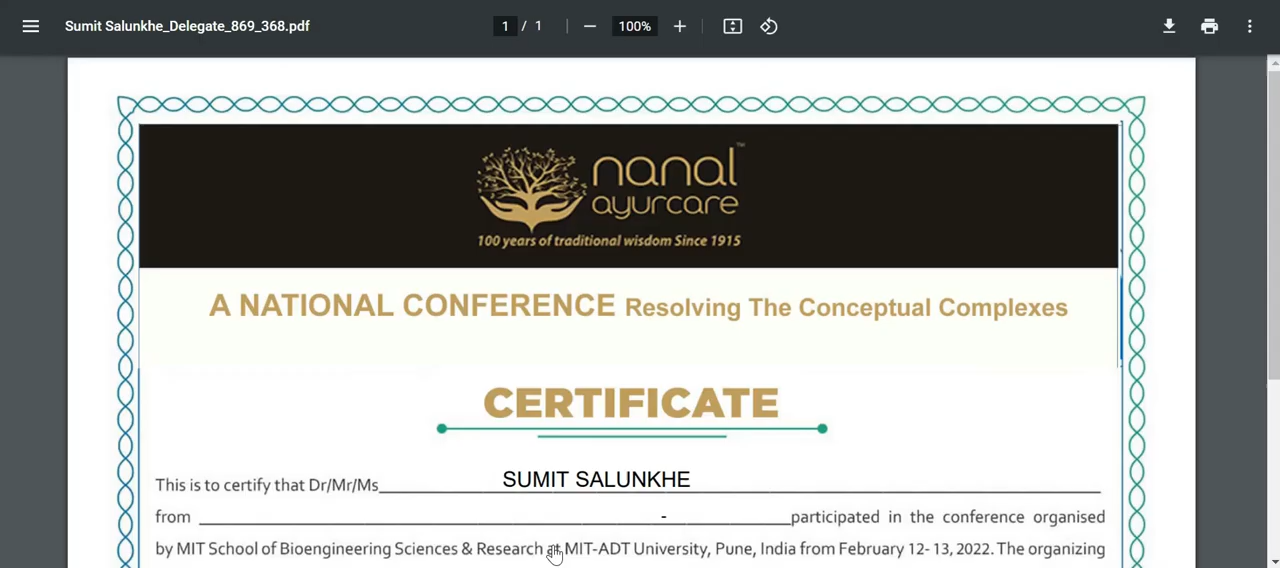 Sumit Salunkhe_Delegate_869_368.pdf
1 / 1
100%
nanal ™
ayurcare
100 years of traditional wisdom Since 1915
A NATIONAL CONFERENCE Resolving The Conceptual Complexes
CERTIFICATE
This is to certify that Dr/Mr/Ms SUMIT SALUNKHE
from - participated in the conference organised
by MIT School of Bioengineering Sciences & Research at MIT-ADT University, Pune, India from February 12- 13, 2022. The organizing